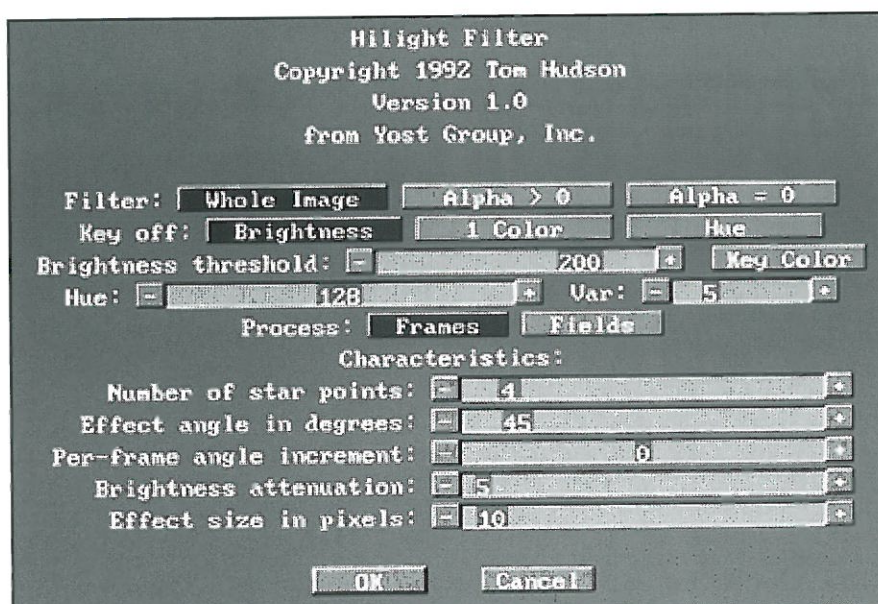 Hilight Filter
Copyright 1992 Tom Hudson
Version 1.0
from Yost Group, Inc.
Filter: Whole Image Alpha > 0 Alpha = 0
Key off: Brightness 1 Color Hue
Brightness threshold: - 200 + Key Color
Hue: - 128 + Var: - 5 +
Process: Frames Fields
Characteristics:
Number of star points: - 4 +
Effect angle in degrees: - 45 +
Per-frame angle increment: - 0 +
Brightness attenuation: - 5 +
Effect size in pixels: - 10 +
OK Cancel